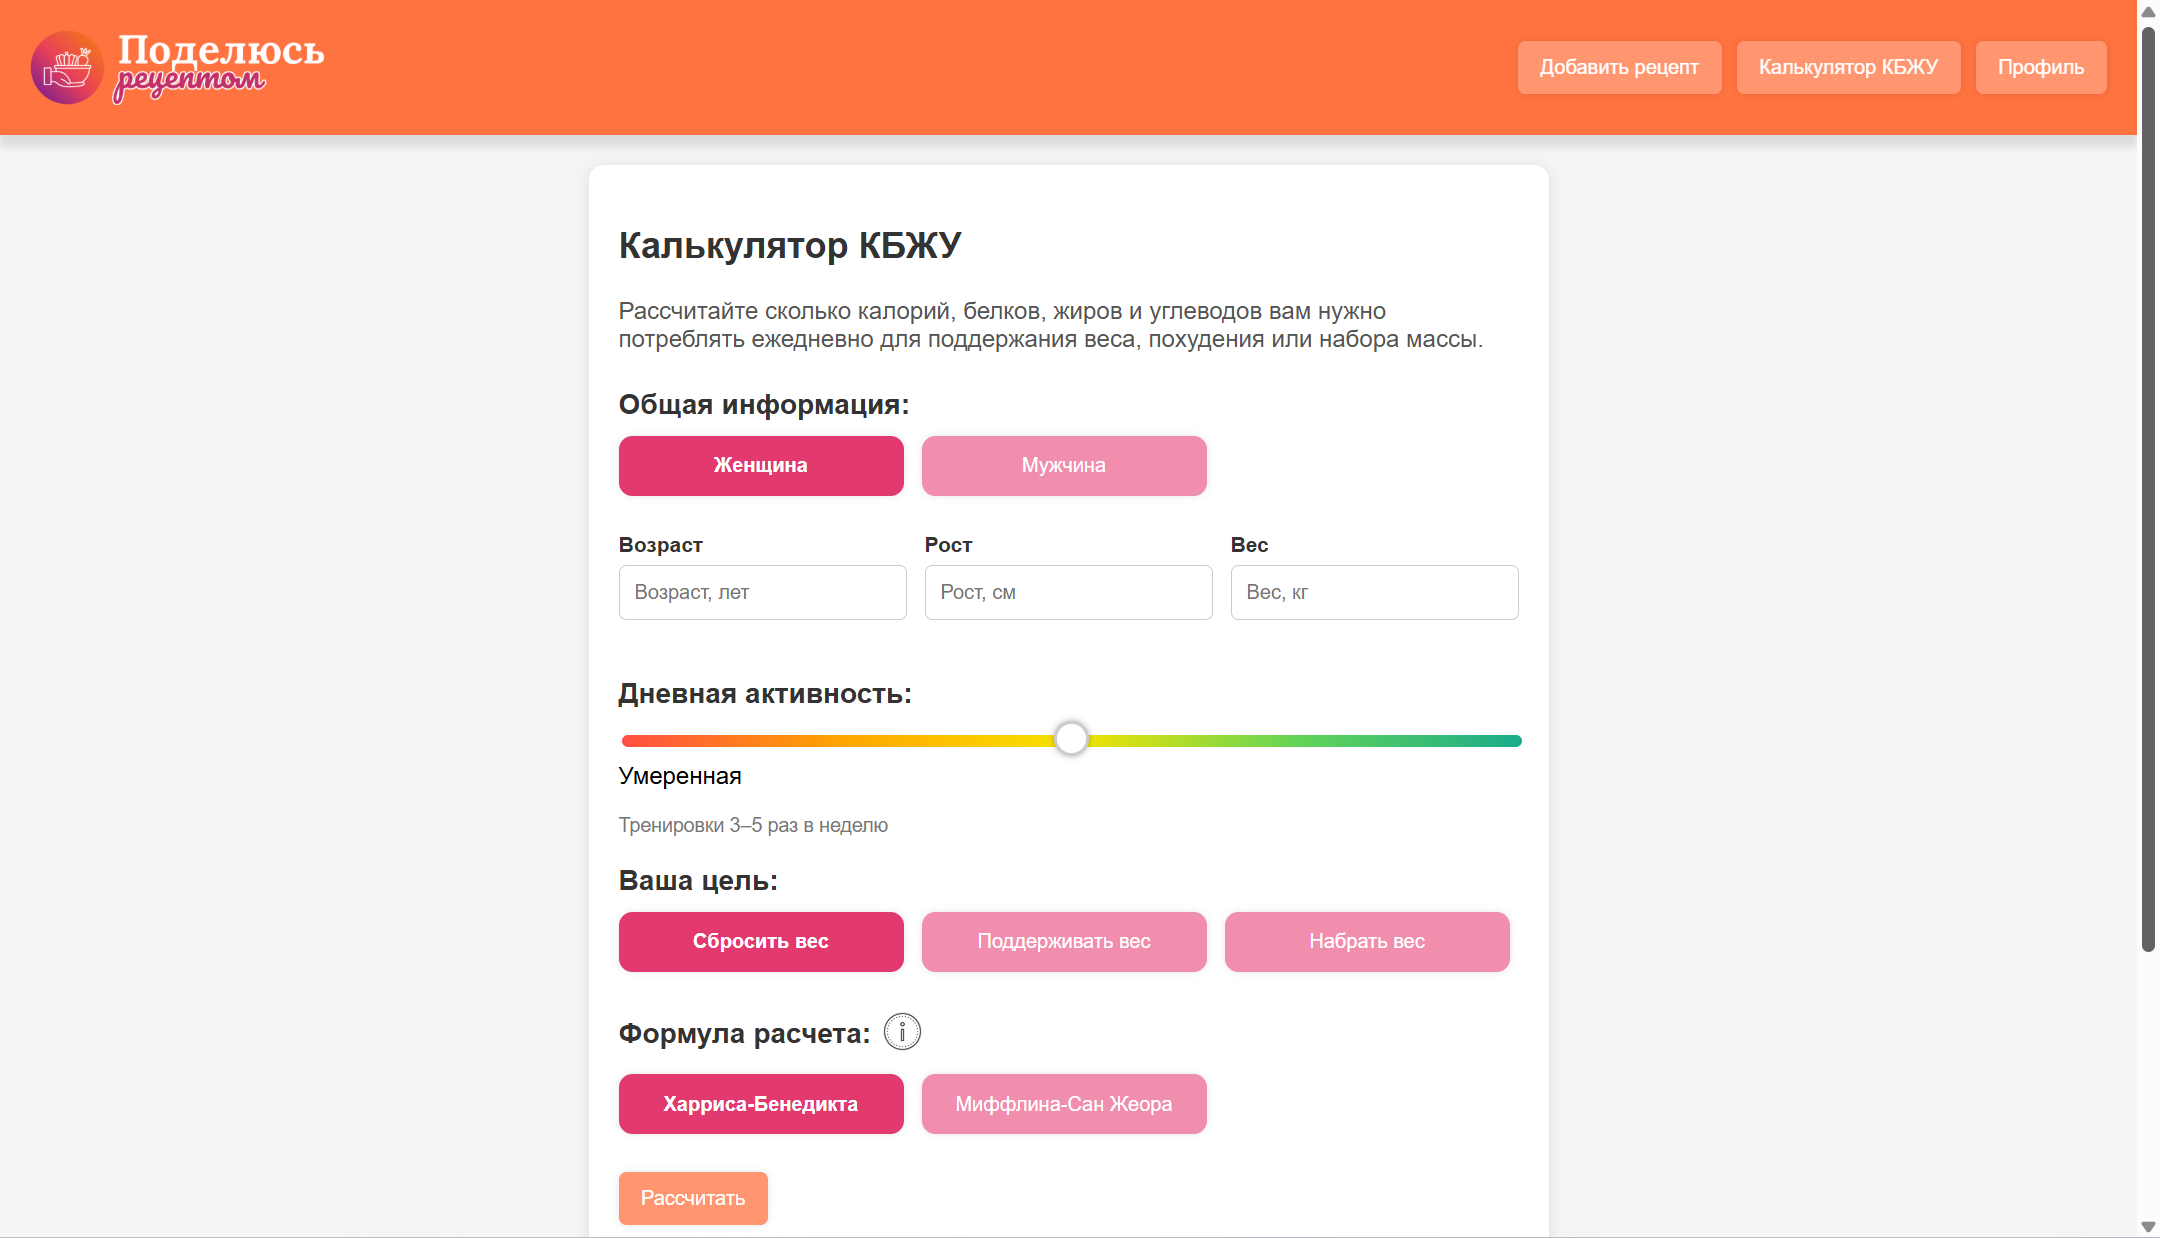 Поделюсь
рецептом
Добавить рецепт
Калькулятор КБЖУ
Профиль
Калькулятор КБЖУ
Рассчитайте сколько калорий, белков, жиров и углеводов вам нужно
потреблять ежедневно для поддержания веса, похудения или набора массы.
Общая информация:
Женщина
Мужчина
Возраст
Рост
Вес
Возраст, лет
Рост, см
Вес, кг
Дневная активность:
Умеренная
Тренировки 3–5 раз в неделю
Ваша цель:
Сбросить вес
Поддерживать вес
Набрать вес
Формула расчета:
Харриса-Бенедикта
Миффлина-Сан Жеора
Рассчитать